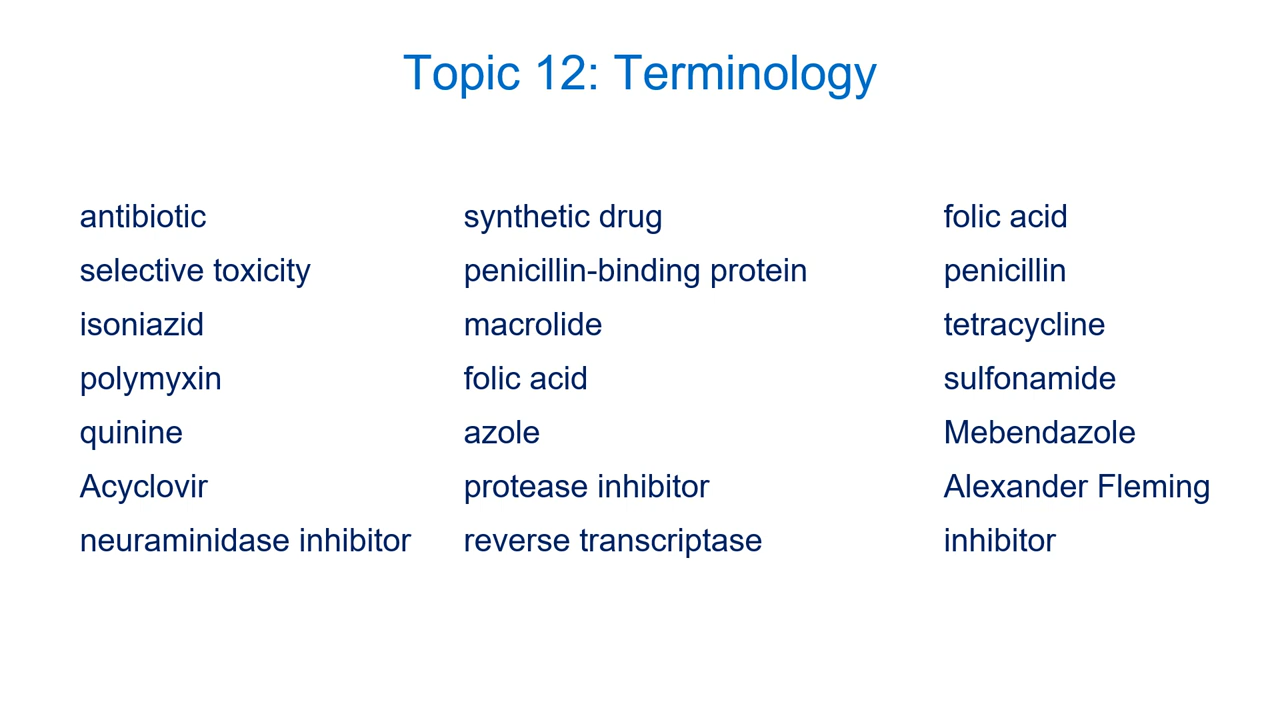 Topic 12: Terminology
antibiotic
selective toxicity
isoniazid
polymyxin
quinine
Acyclovir
neuraminidase inhibitor
synthetic drug
penicillin-binding protein
macrolide
folic acid
azole
protease inhibitor
reverse transcriptase
folic acid
penicillin
tetracycline
sulfonamide
Mebendazole
Alexander Fleming
inhibitor